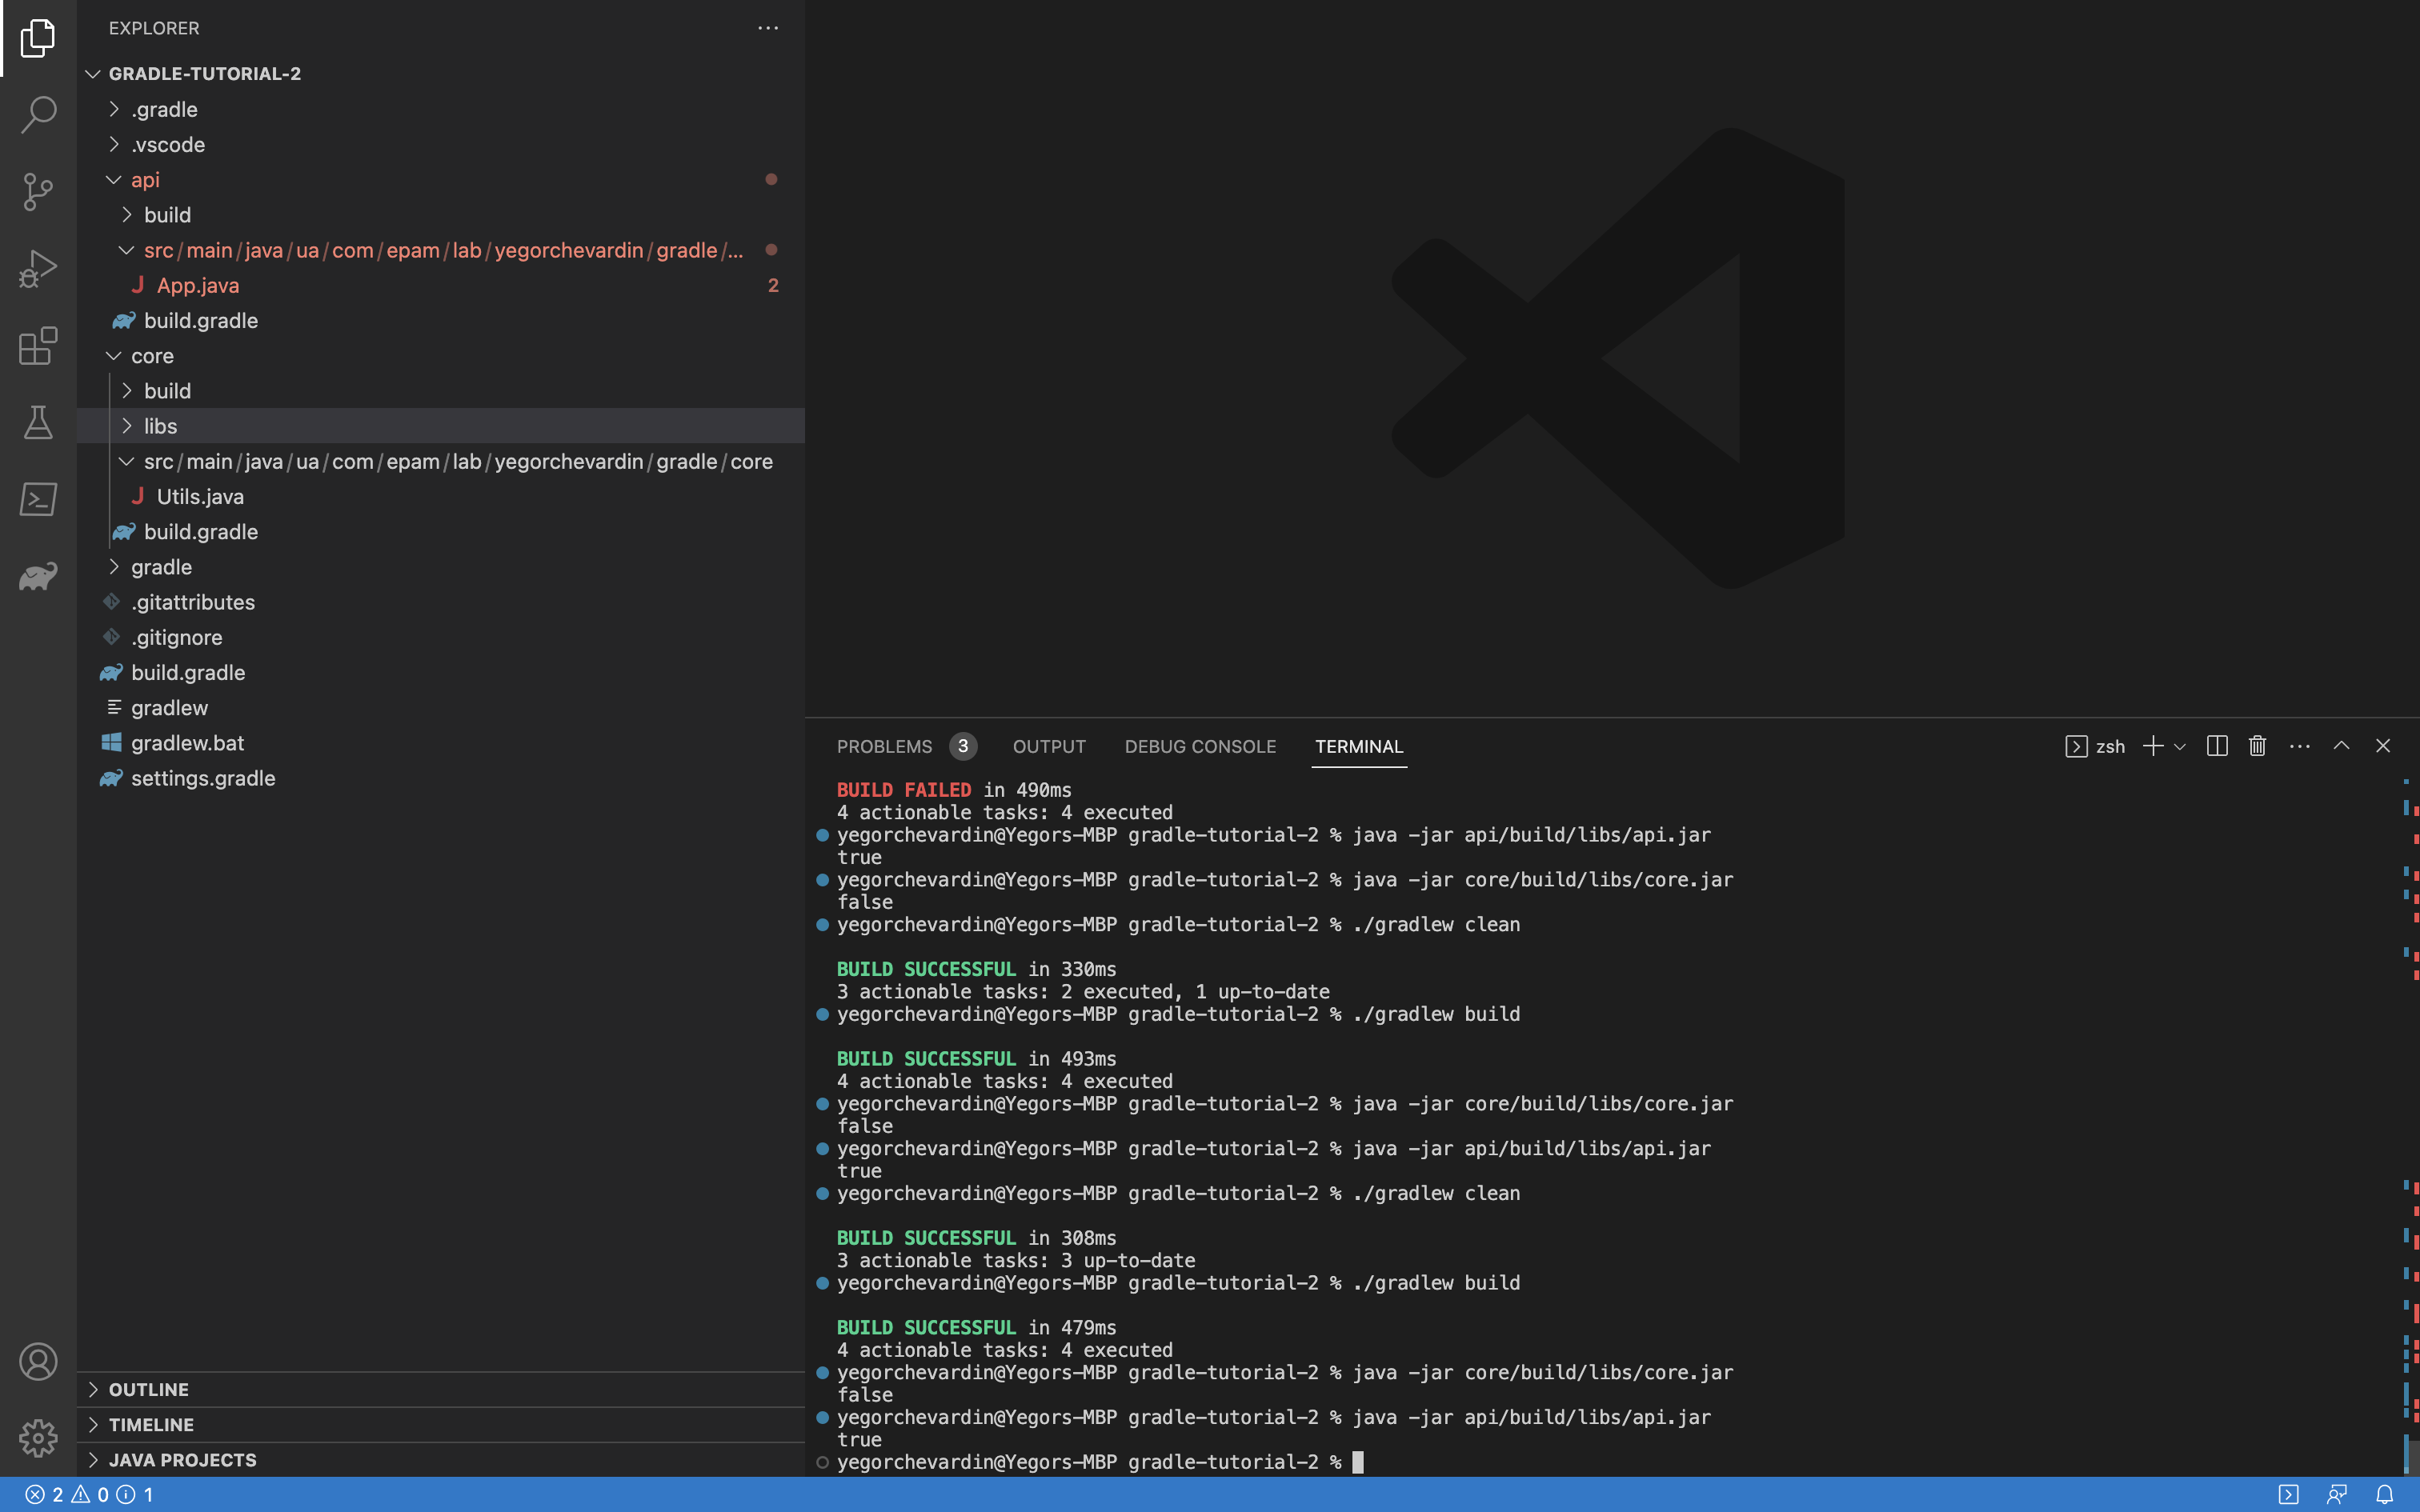 EXPLORER
GRADLE-TUTORIAL-2
.gradle
.vscode
api
build
src/main/java/ua/com/epam/lab/yegorchevardin/gradle/...
App.java 2
build.gradle
core
build
libs
src/main/java/ua/com/epam/lab/yegorchevardin/gradle/core
Utils.java
build.gradle
gradle
.gitattributes
.gitignore
build.gradle
gradlew
gradlew.bat
settings.gradle
OUTLINE
TIMELINE
JAVA PROJECTS
PROBLEMS 3 OUTPUT DEBUG CONSOLE TERMINAL zsh
BUILD FAILED in 490ms
4 actionable tasks: 4 executed
yegorchevardin@Yegors-MBP gradle-tutorial-2 % java -jar api/build/libs/api.jar
true
yegorchevardin@Yegors-MBP gradle-tutorial-2 % java -jar core/build/libs/core.jar
false
yegorchevardin@Yegors-MBP gradle-tutorial-2 % ./gradlew clean
BUILD SUCCESSFUL in 330ms
3 actionable tasks: 2 executed, 1 up-to-date
yegorchevardin@Yegors-MBP gradle-tutorial-2 % ./gradlew build
BUILD SUCCESSFUL in 493ms
4 actionable tasks: 4 executed
yegorchevardin@Yegors-MBP gradle-tutorial-2 % java -jar core/build/libs/core.jar
false
yegorchevardin@Yegors-MBP gradle-tutorial-2 % java -jar api/build/libs/api.jar
true
yegorchevardin@Yegors-MBP gradle-tutorial-2 % ./gradlew clean
BUILD SUCCESSFUL in 308ms
3 actionable tasks: 3 up-to-date
yegorchevardin@Yegors-MBP gradle-tutorial-2 % ./gradlew build
BUILD SUCCESSFUL in 479ms
4 actionable tasks: 4 executed
yegorchevardin@Yegors-MBP gradle-tutorial-2 % java -jar core/build/libs/core.jar
false
yegorchevardin@Yegors-MBP gradle-tutorial-2 % java -jar api/build/libs/api.jar
true
yegorchevardin@Yegors-MBP gradle-tutorial-2 %
2 0 1